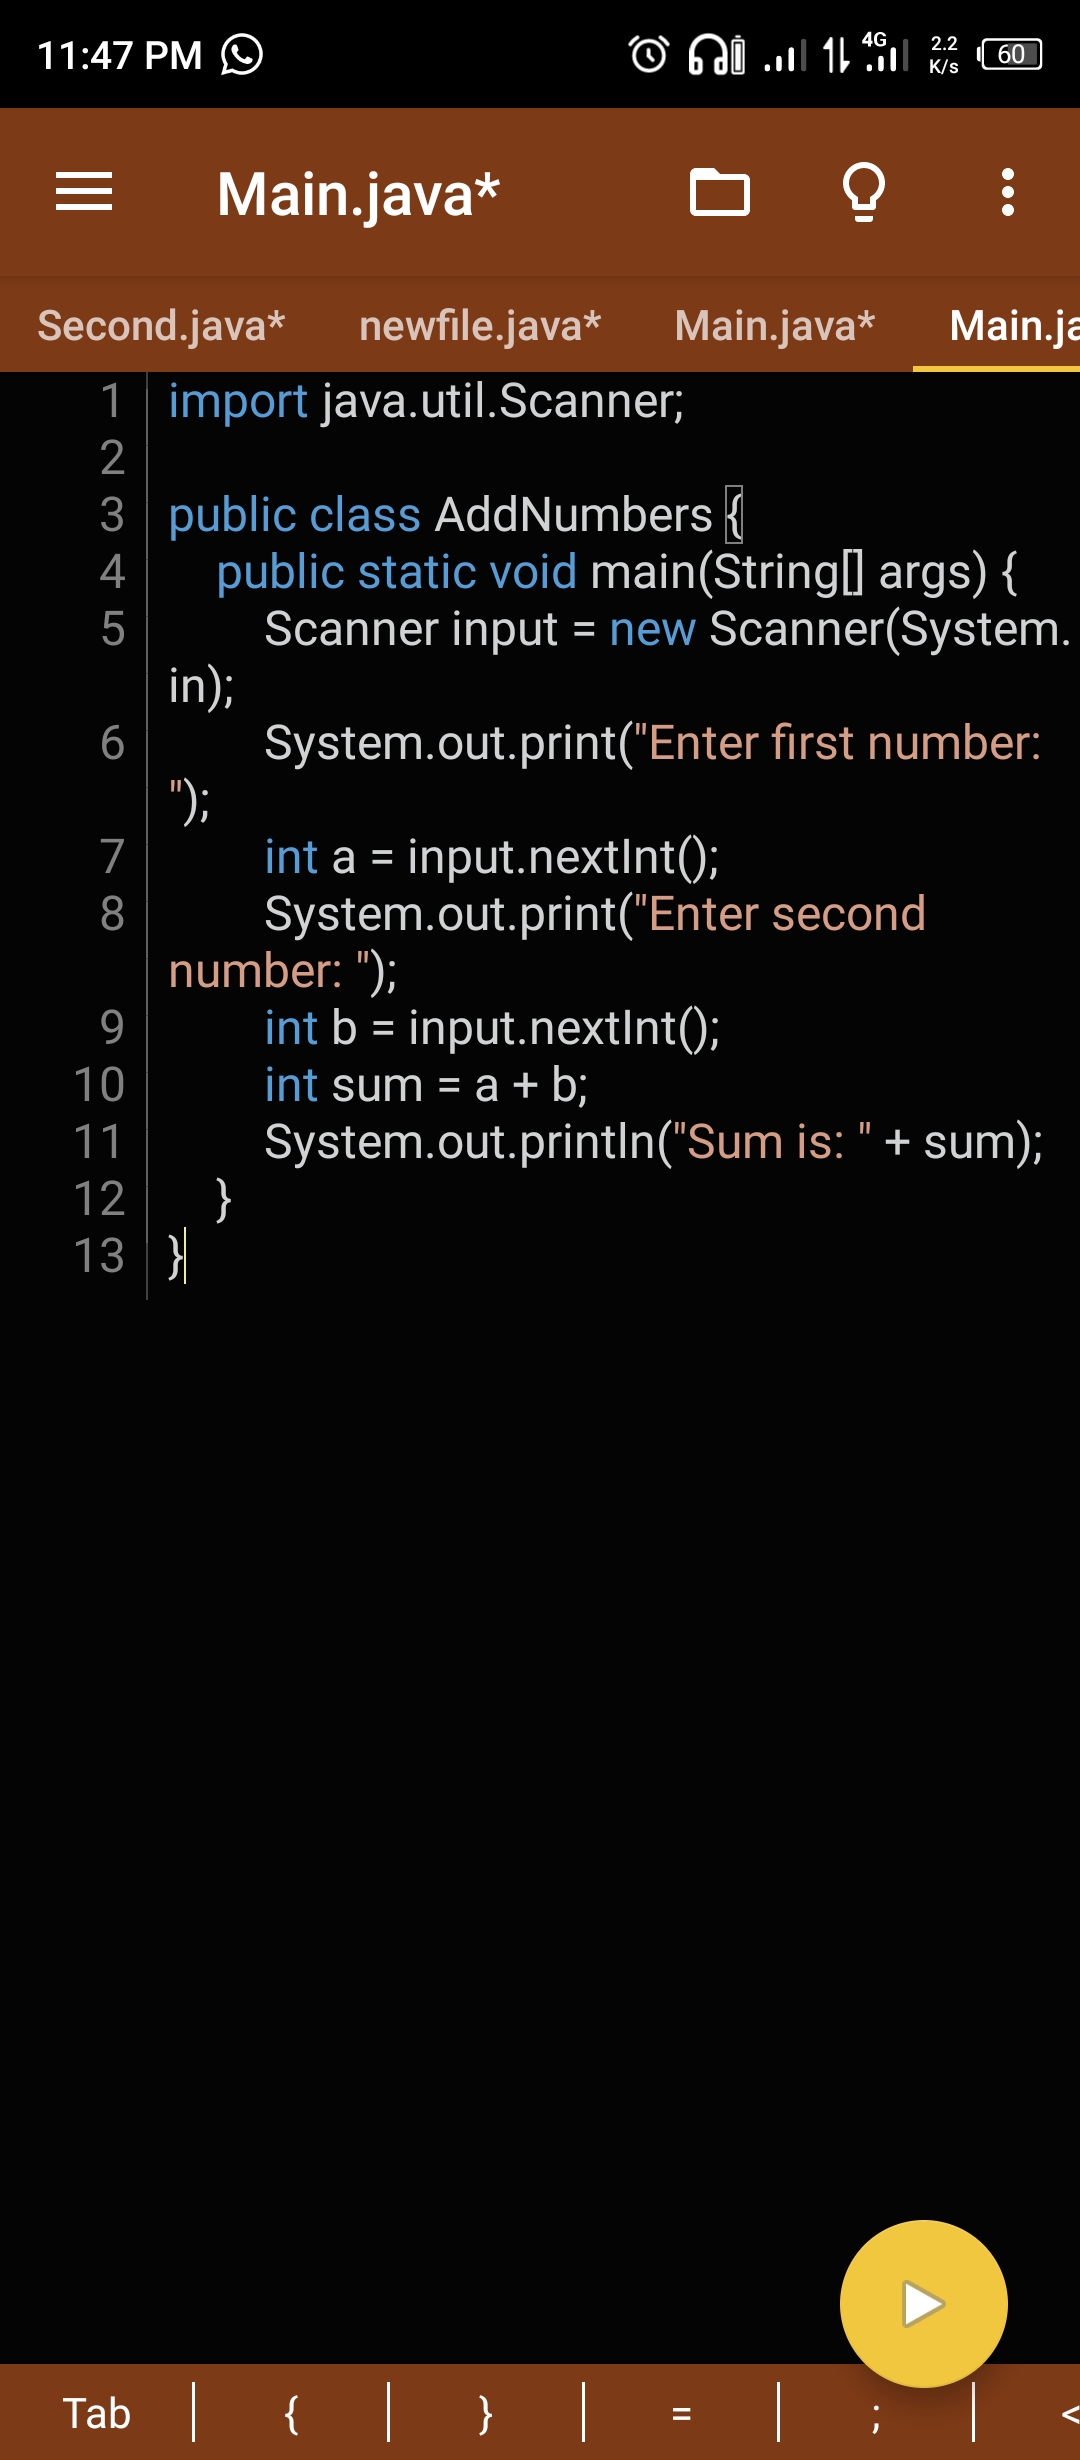 11:47 PM
4G
2.2
K/s
60
Main.java*
Second.java* newfile.java* Main.java* Main.ja
1 import java.util.Scanner;
2
3 public class AddNumbers {
4 public static void main(String[] args) {
5 Scanner input = new Scanner(System.
in);
6 System.out.print("Enter first number:
");
7 int a = input.nextInt();
8 System.out.print("Enter second
number: ");
9 int b = input.nextInt();
10 int sum = a + b;
11 System.out.println("Sum is: " + sum);
12 }
13 }
Tab { } = ; <